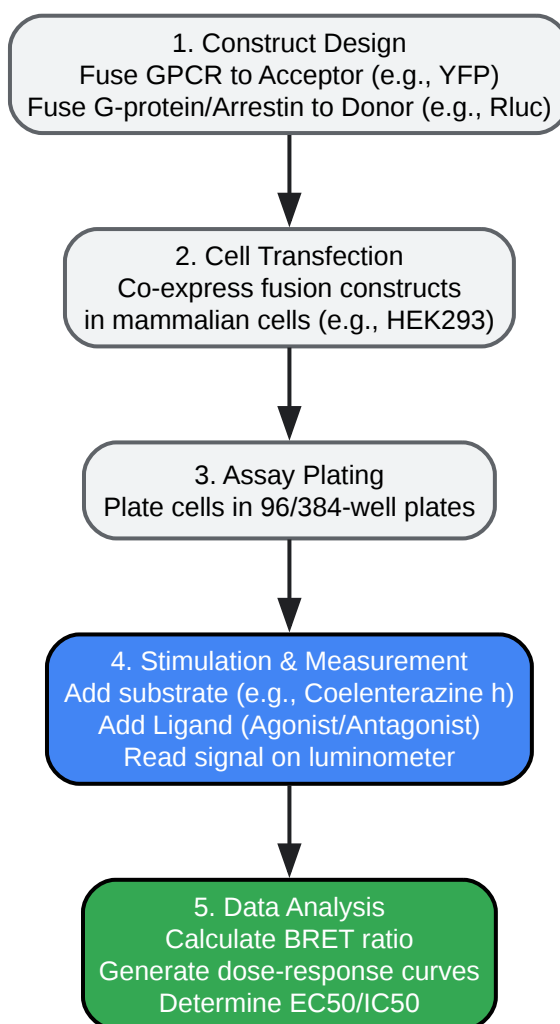 1. Construct Design
Fuse GPCR to Acceptor (e.g., YFP)
Fuse G-protein/Arrestin to Donor (e.g., Rluc)
2. Cell Transfection
Co-express fusion constructs
in mammalian cells (e.g., HEK293)
3. Assay Plating
Plate cells in 96/384-well plates
4. Stimulation & Measurement
Add substrate (e.g., Coelenterazine h)
Add Ligand (Agonist/Antagonist)
Read signal on luminometer
5. Data Analysis
Calculate BRET ratio
Generate dose-response curves
Determine EC50/IC50